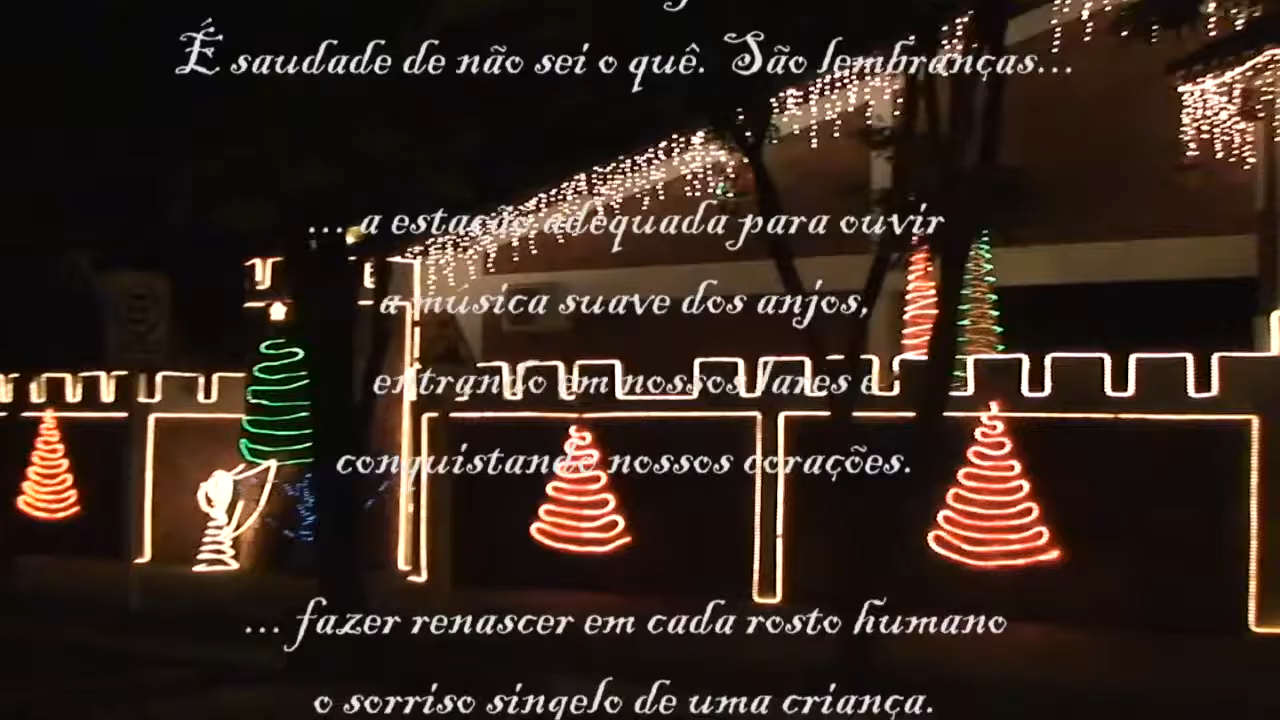 É saudade de não sei o quê. São lembranças...
... a estação adequada para ouvir
a música suave dos anjos,
entrando em nossos lares e
conquistando nossos corações.
... fazer renascer em cada rosto humano
o sorriso singelo de uma criança.